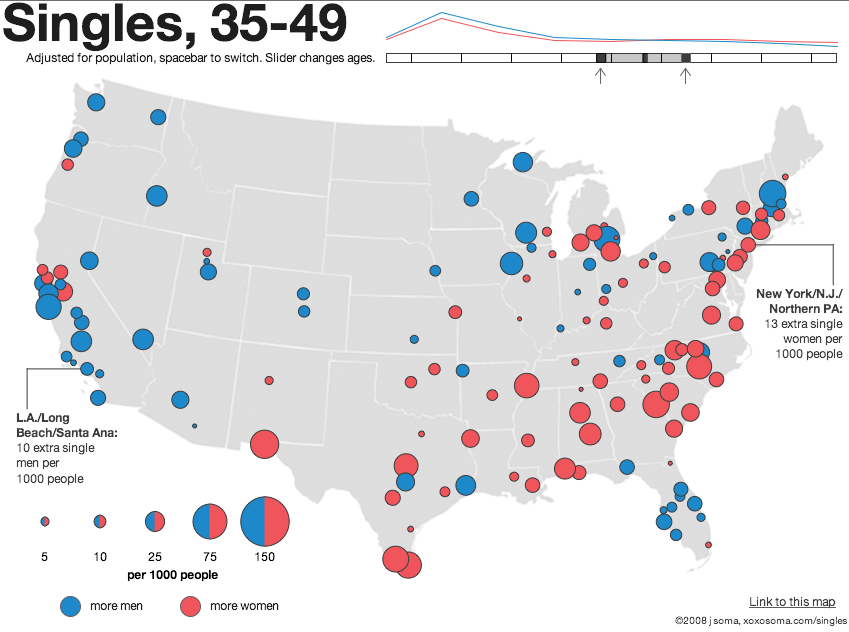 Singles, 35-49
Adjusted for population, spacebar to switch. Slider changes ages.
New York/N.J./
Northern PA:
13 extra single
women per
1000 people
L.A./Long
Beach/Santa Ana:
10 extra single
men per
1000 people
5 10 25 75 150
per 1000 people
more men more women
Link to this map
©2008 j soma, xoxosoma.com/singles